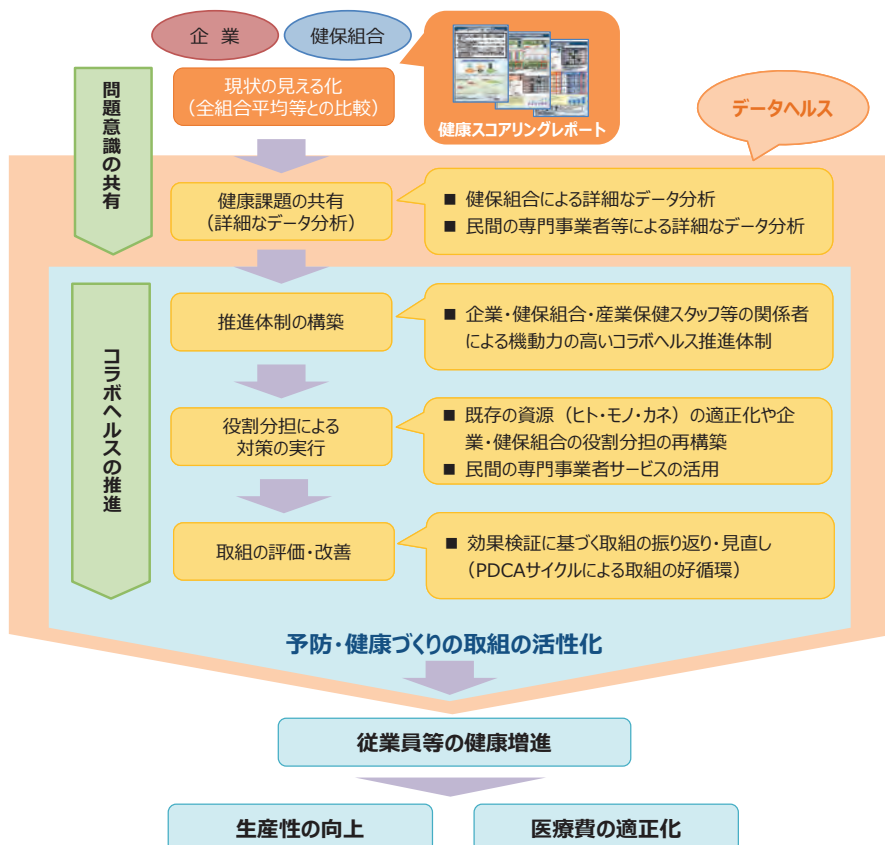 企 業
健保組合
現状の見える化
（全組合平均等との比較）
健康スコアリングレポート
データヘルス
問題意識の共有
健康課題の共有
（詳細なデータ分析）
■ 健保組合による詳細なデータ分析
■ 民間の専門事業者等による詳細なデータ分析
コラボヘルスの推進
推進体制の構築
■ 企業・健保組合・産業保健スタッフ等の関係者
による機動力の高いコラボヘルス推進体制
役割分担による
対策の実行
■ 既存の資源（ヒト・モノ・カネ）の適正化や企
業・健保組合の役割分担の再構築
■ 民間の専門事業者サービスの活用
取組の評価・改善
■ 効果検証に基づく取組の振り返り・見直し
（PDCAサイクルによる取組の好循環）
予防・健康づくりの取組の活性化
従業員等の健康増進
生産性の向上
医療費の適正化